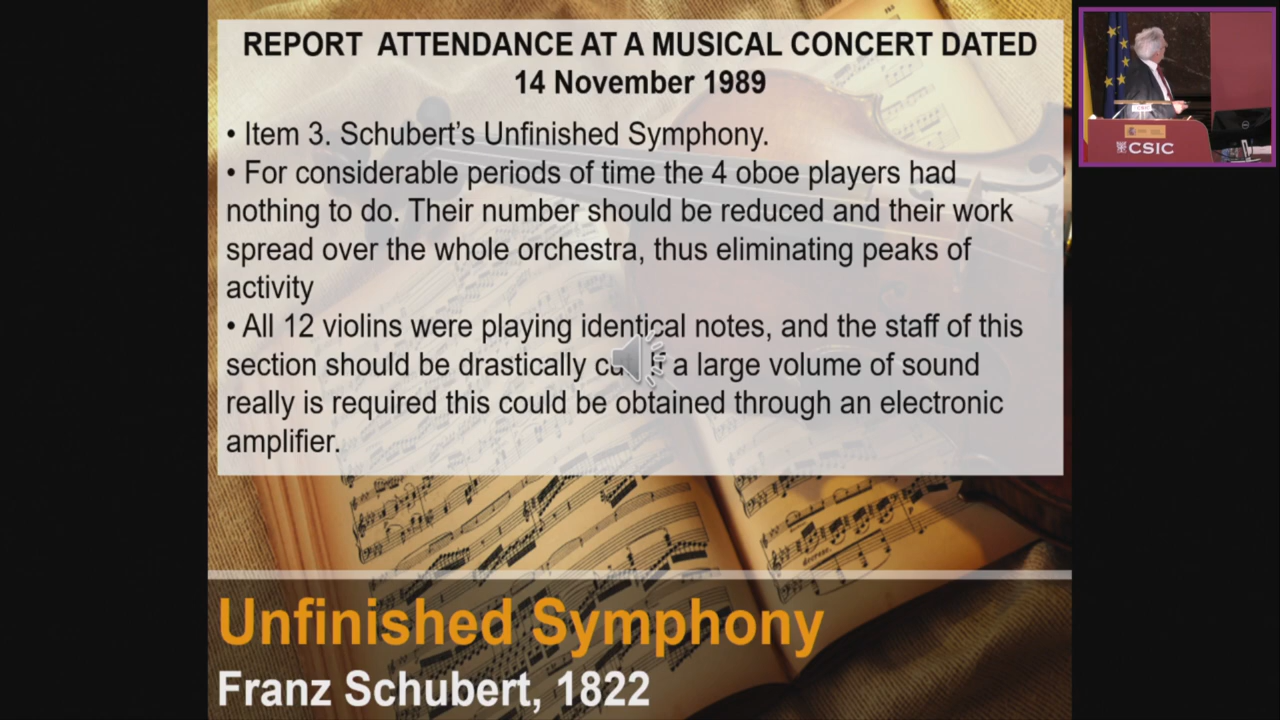 REPORT ATTENDANCE AT A MUSICAL CONCERT DATED
14 November 1989
• Item 3. Schubert’s Unfinished Symphony.
• For considerable periods of time the 4 oboe players had
nothing to do. Their number should be reduced and their work
spread over the whole orchestra, thus eliminating peaks of
activity
• All 12 violins were playing identical notes, and the staff of this
section should be drastically a large volume of sound
really is required this could be obtained through an electronic
amplifier.
Unfinished Symphony
Franz Schubert, 1822
CSIC